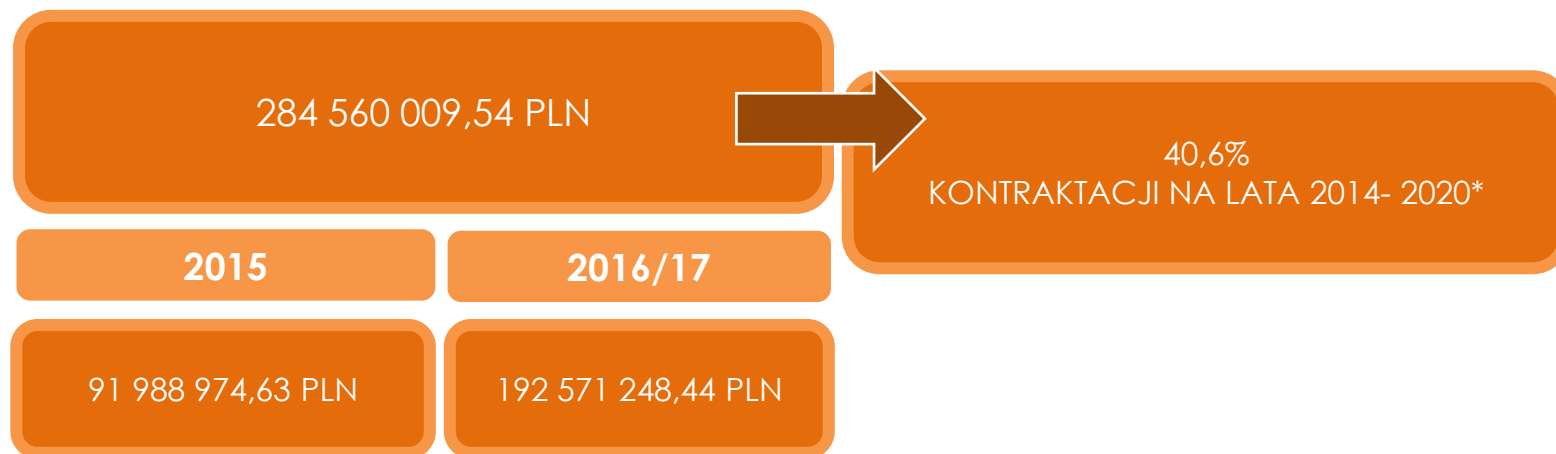 284 560 009,54 PLN
40,6%
KONTRAKTACJI NA LATA 2014- 2020*
2015
2016/17
91 988 974,63 PLN
192 571 248,44 PLN